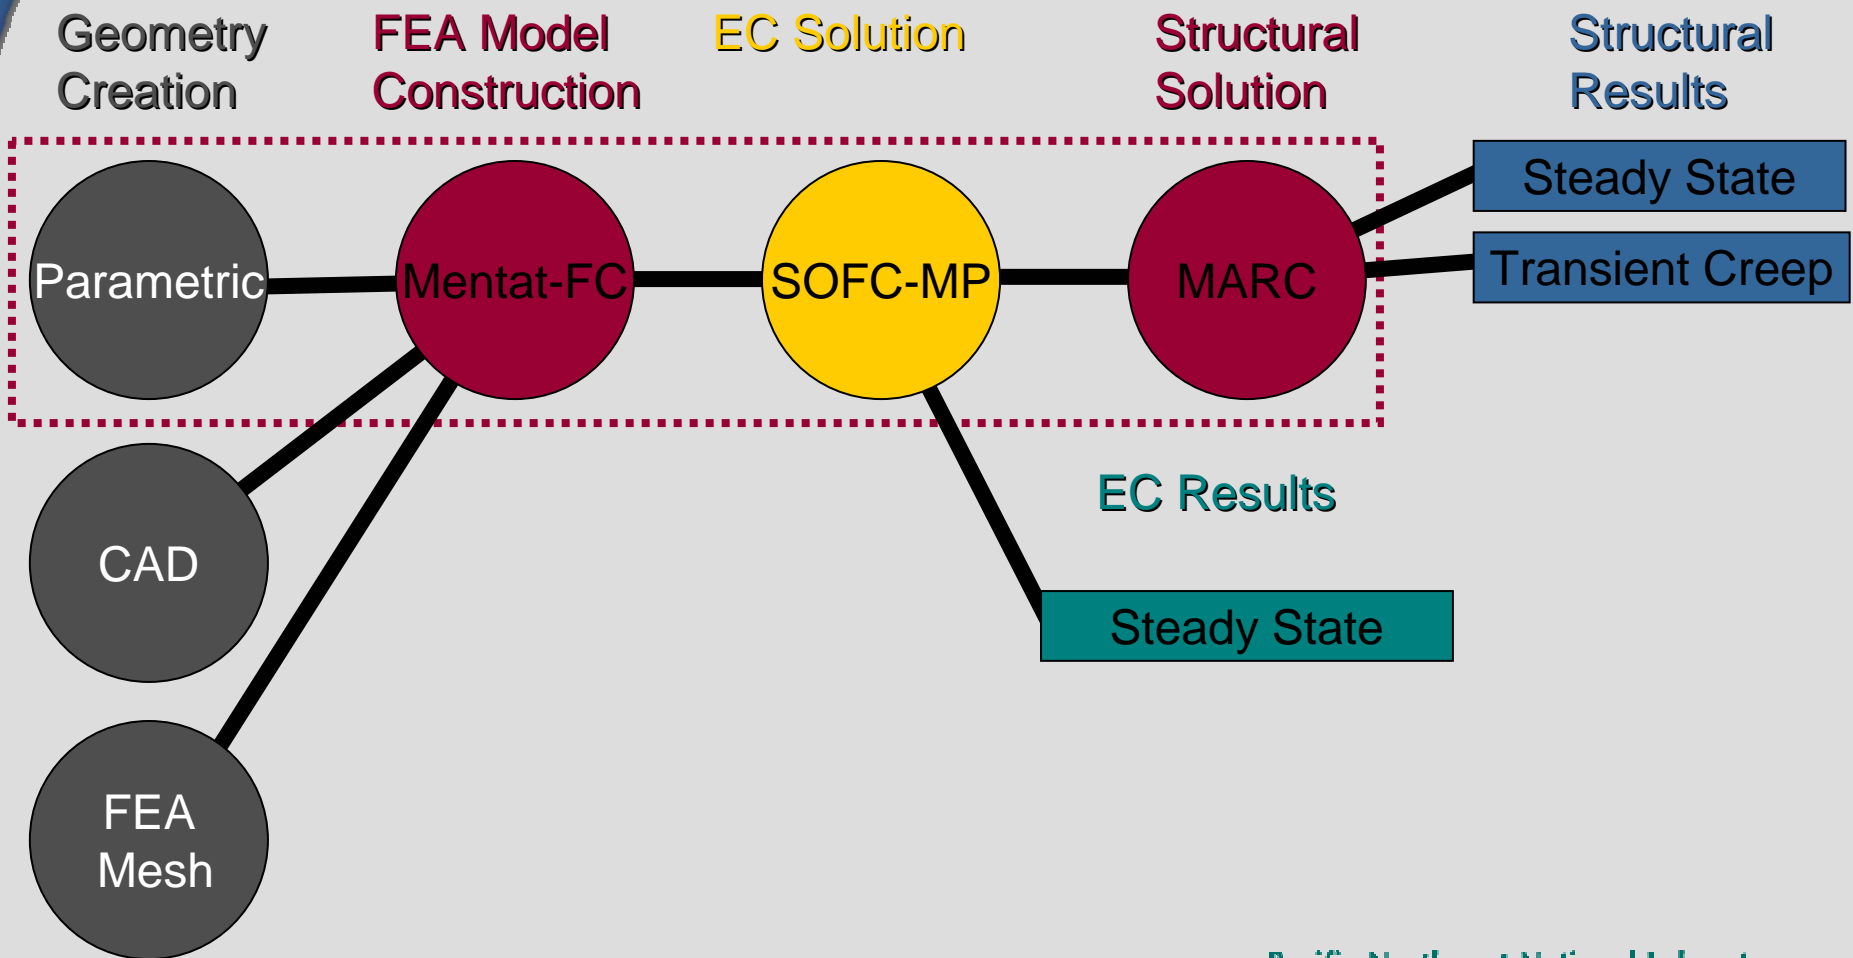 Geometry
Creation
FEA Model
Construction
EC Solution
Structural
Solution
Structural
Results
Parametric
Mentat-FC
SOFC-MP
MARC
Steady State
Transient Creep
CAD
EC Results
Steady State
FEA
Mesh